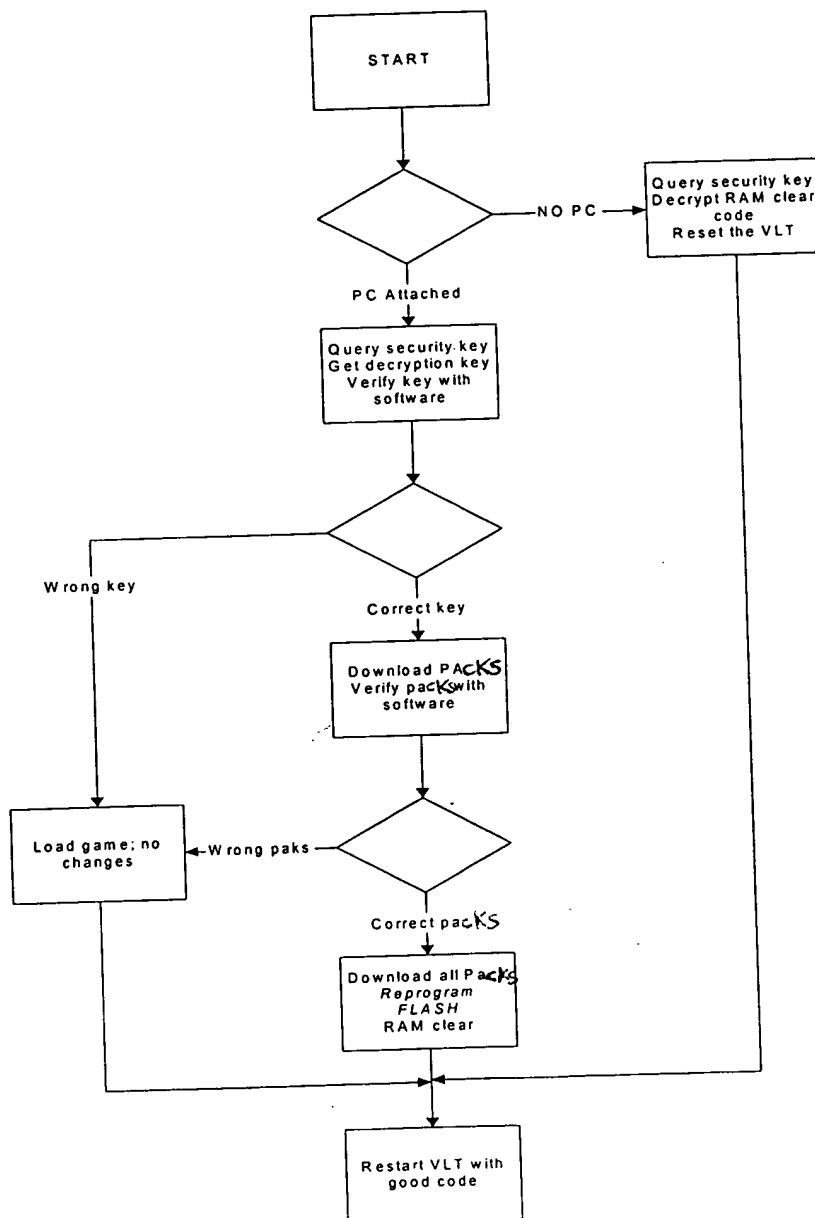 START
NO PC
Query security key
Decrypt RAM clear
code
Reset the VLT
PC Attached
Query security key
Get decryption key
Verify key with
software
Wrong key
Correct key
Download PAcKS
Verify pacKs with
software
Load game; no
changes
Wrong paks
Correct pacKS
Download all PacKs
Reprogram
FLASH
RAM clear
Restart VLT with
good code